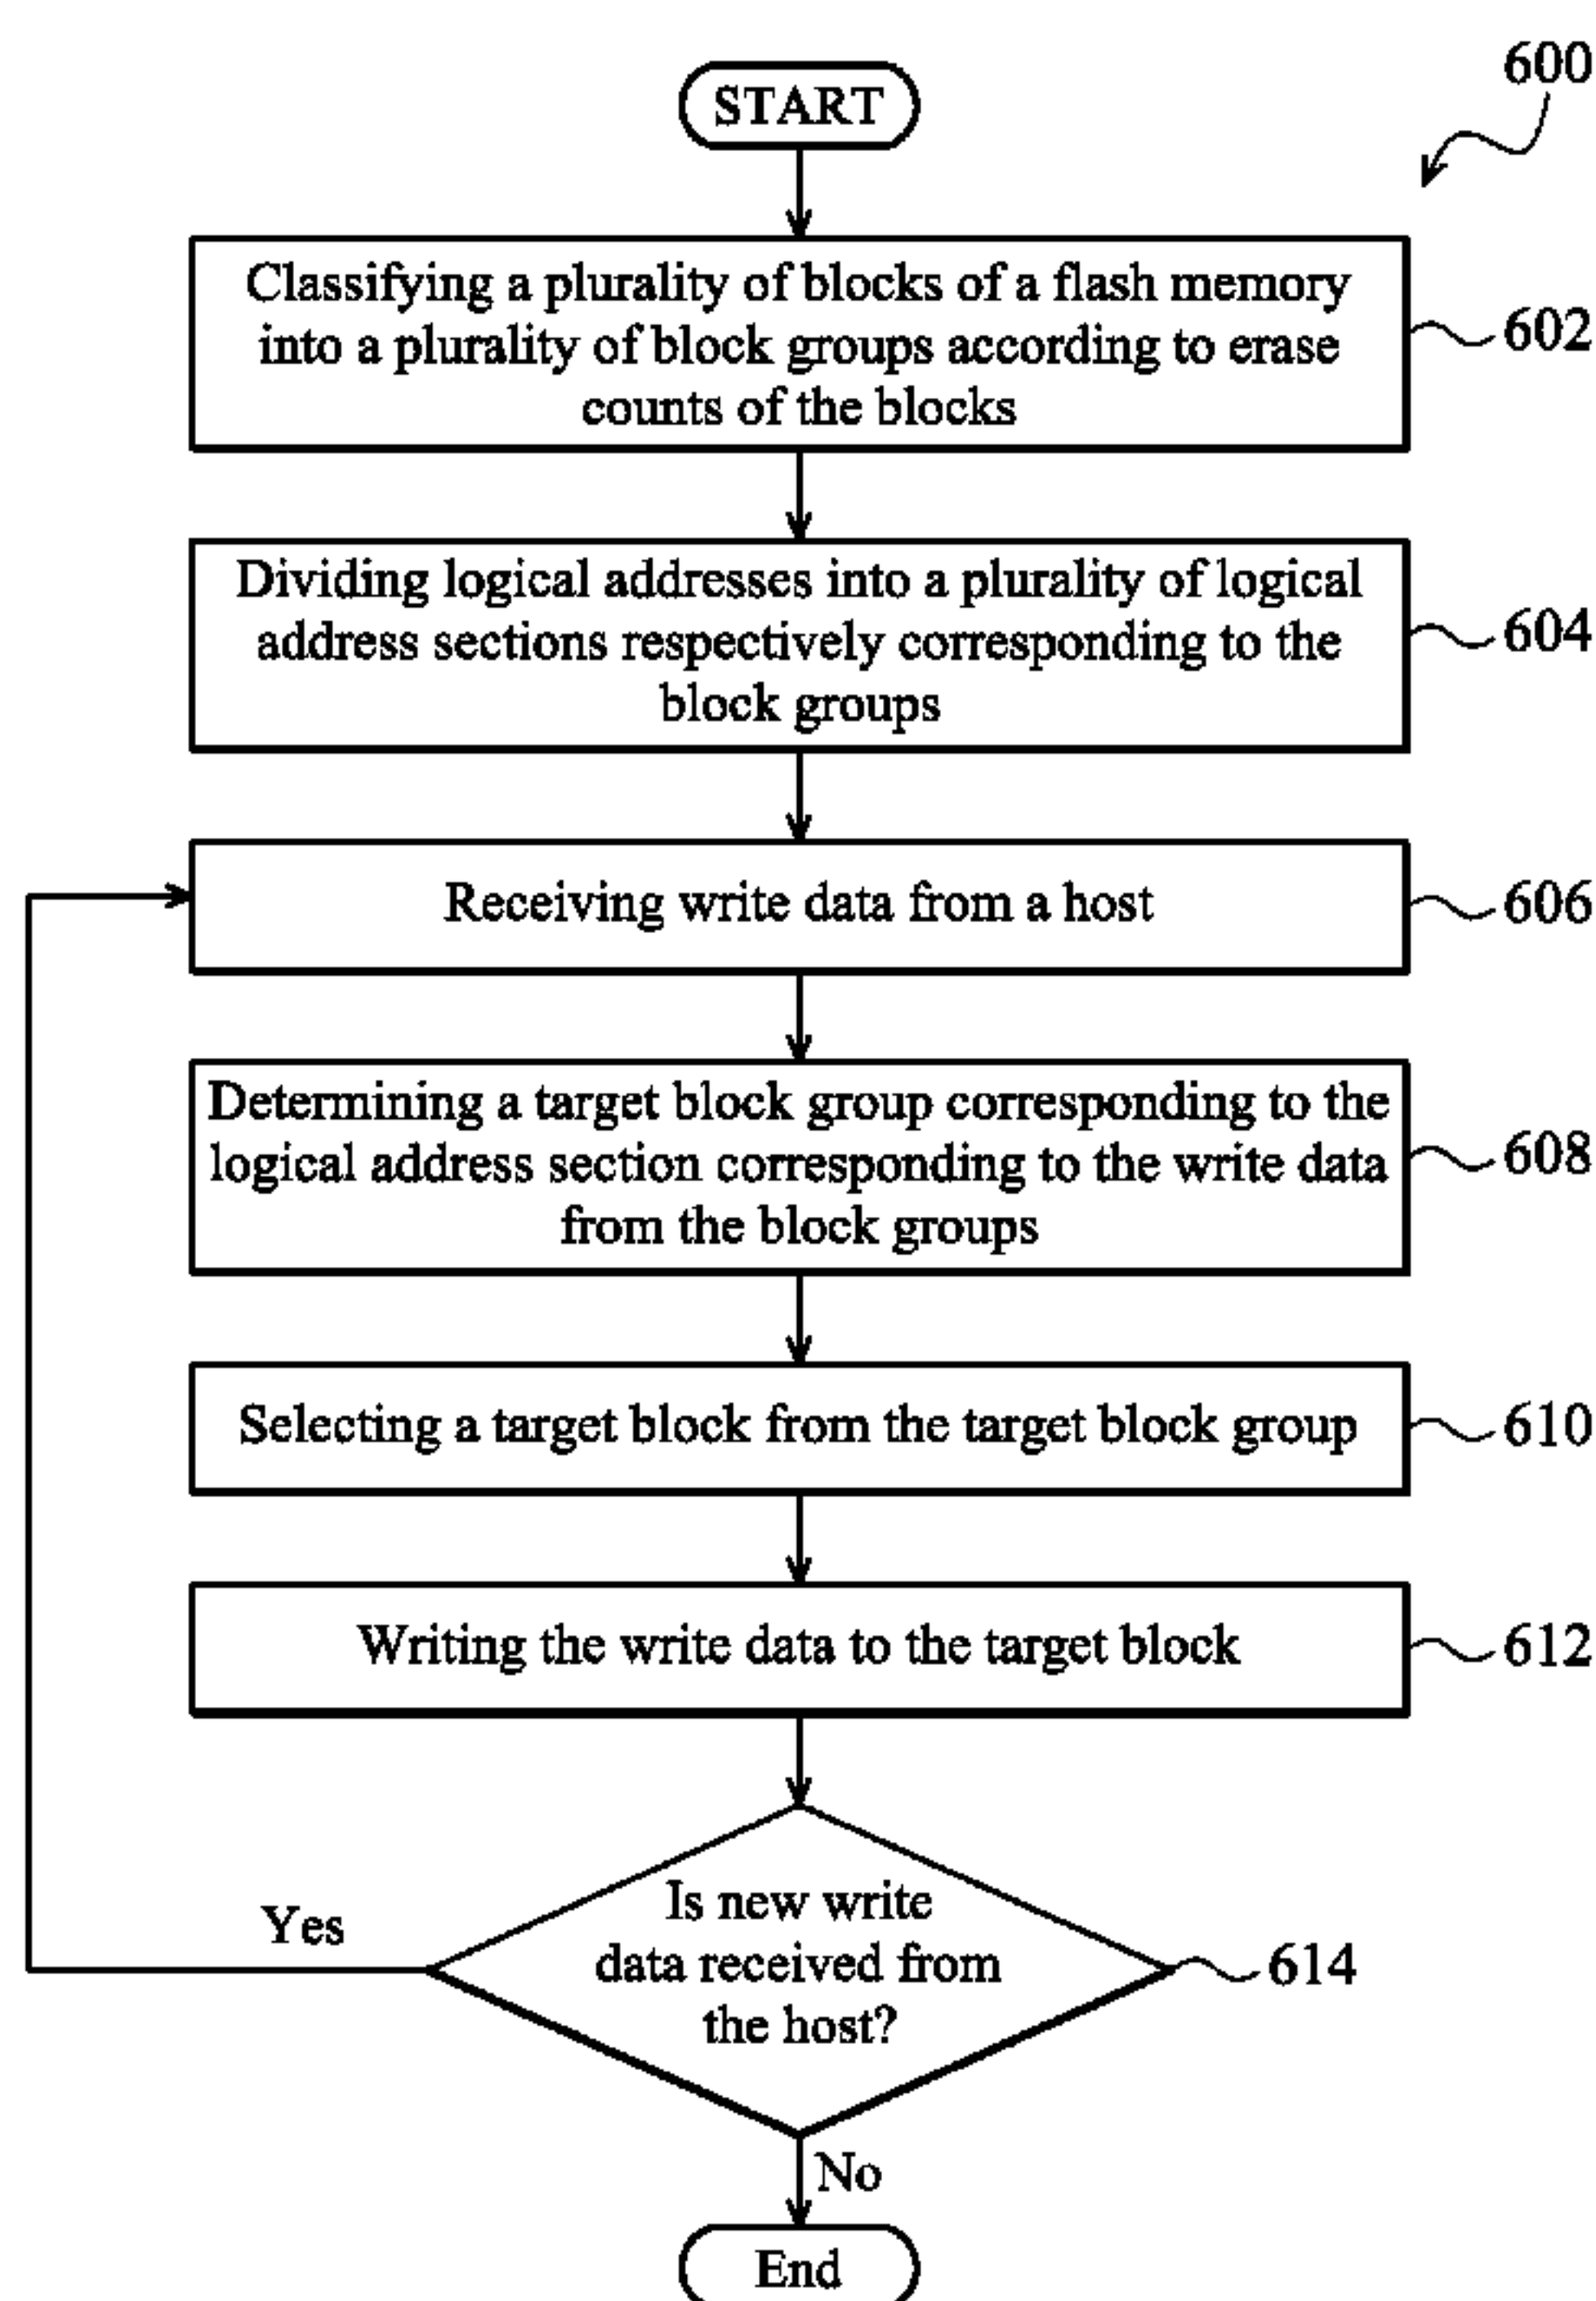 600
START
Classifying a plurality of blocks of a flash memory
into a plurality of block groups according to erase
counts of the blocks
602
Dividing logical addresses into a plurality of logical
address sections respectively corresponding to the
block groups
604
Receiving write data from a host
606
Determining a target block group corresponding to the
logical address section corresponding to the write data
from the block groups
608
Selecting a target block from the target block group
610
Writing the write data to the target block
612
Is new write
data received from
the host?
614
Yes
No
End